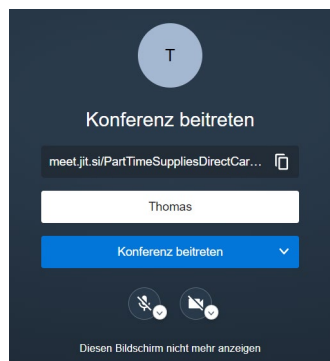 T
Konferenz beitreten
meet.jit.si/PartTimeSuppliesDirectCar...
Thomas
Konferenz beitreten
Diesen Bildschirm nicht mehr anzeigen